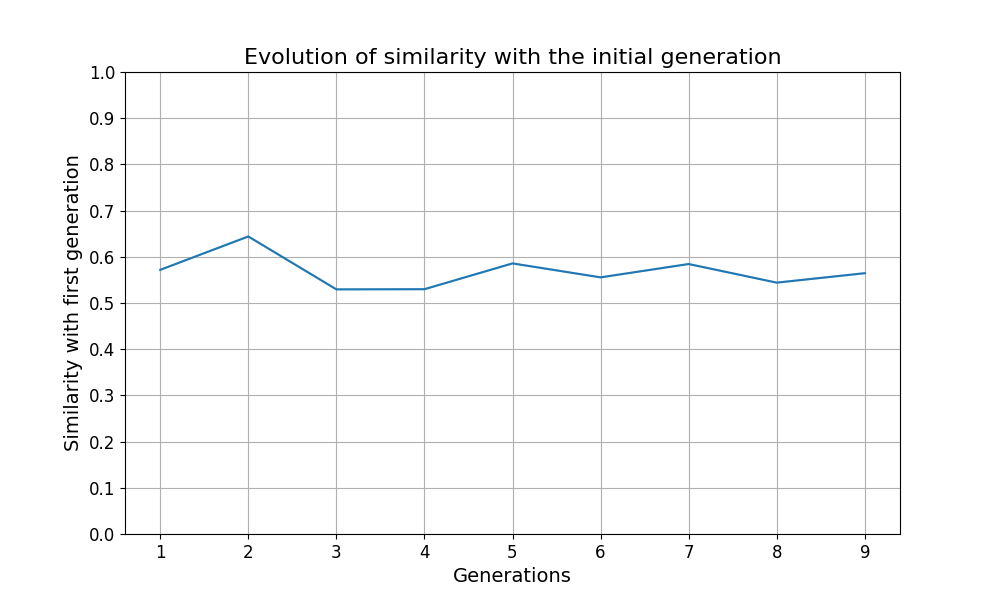 Evolution of similarity with the initial generation
1.0
0.9
0.8
0.7
0.6
0.5
0.4
0.3
0.2
0.1
0.0
Similarity with first generation
1 2 3 4 5 6 7 8 9
Generations